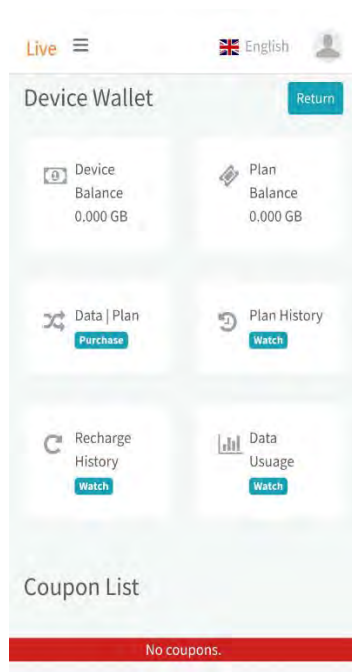 Live English
Device Wallet Return
Device
Balance
0.000 GB
Plan
Balance
0.000 GB
Data | Plan
Purchase
Plan History
Watch
Recharge
History
Watch
Data
Usuage
Watch
Coupon List
No coupons.